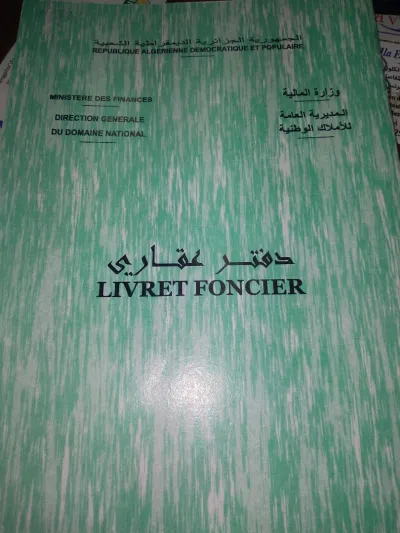 الجمهورية الجزائرية الديمقراطية الشعبية
REPUBLIQUE ALGERIENNE DEMOCRATIQUE ET POPULAIRE
وزارة المالية
MINISTERE DES FINANCES
المديرية العامة
للأملاك الوطنية
DIRECTION GENERALE
DU DOMAINE NATIONAL
دفتر عقاري
LIVRET FONCIER